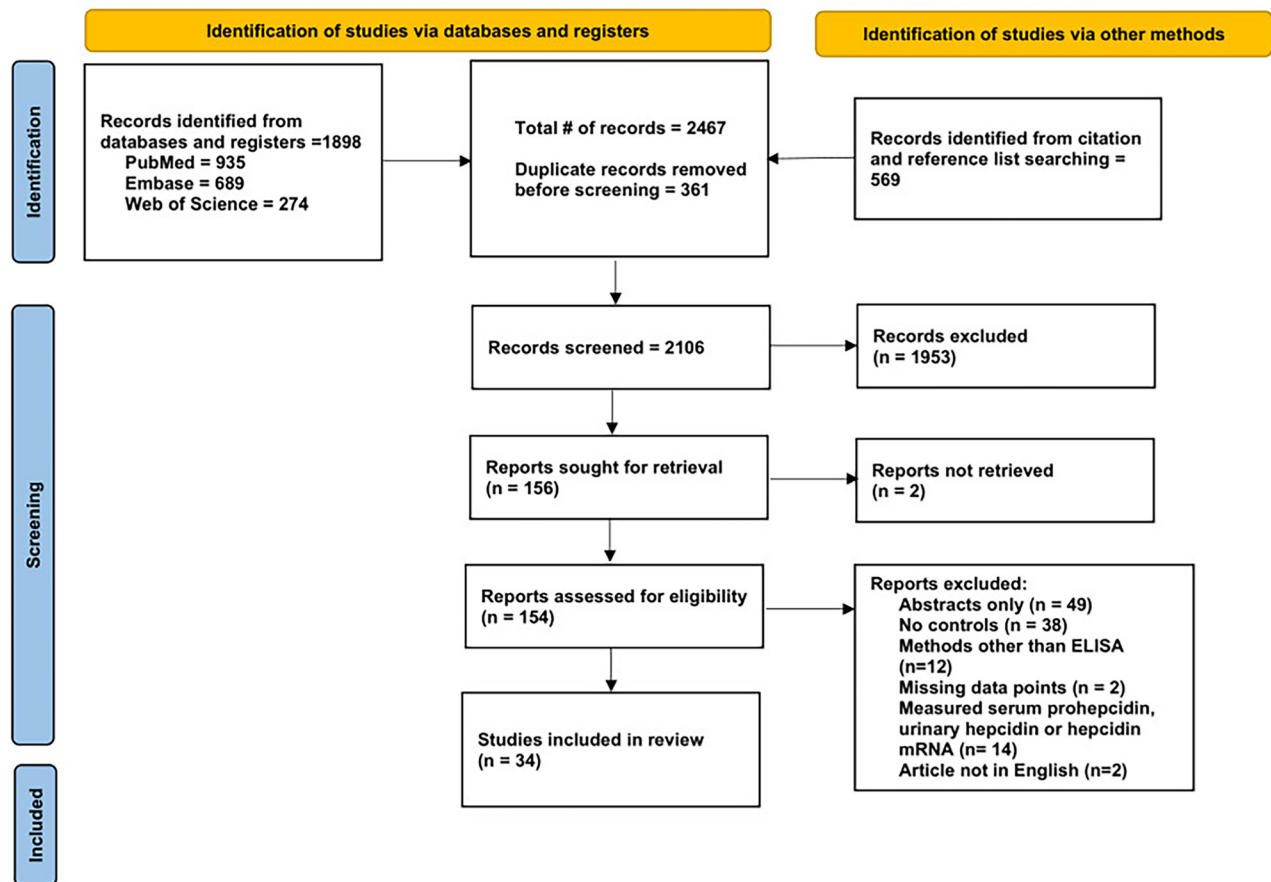 Identification of studies via databases and registers
Identification of studies via other methods
Identification
Records identified from
databases and registers =1898
PubMed = 935
Embase = 689
Web of Science = 274
Total # of records = 2467
Duplicate records removed
before screening = 361
Records identified from citation
and reference list searching =
569
Screening
Records screened = 2106
Records excluded
(n = 1953)
Reports sought for retrieval
(n = 156)
Reports not retrieved
(n = 2)
Reports assessed for eligibility
(n = 154)
Reports excluded:
Abstracts only (n = 49)
No controls (n = 38)
Methods other than ELISA
(n=12)
Missing data points (n = 2)
Measured serum prohepcidin,
urinary hepcidin or hepcidin
mRNA (n= 14)
Article not in English (n=2)
Included
Studies included in review
(n = 34)